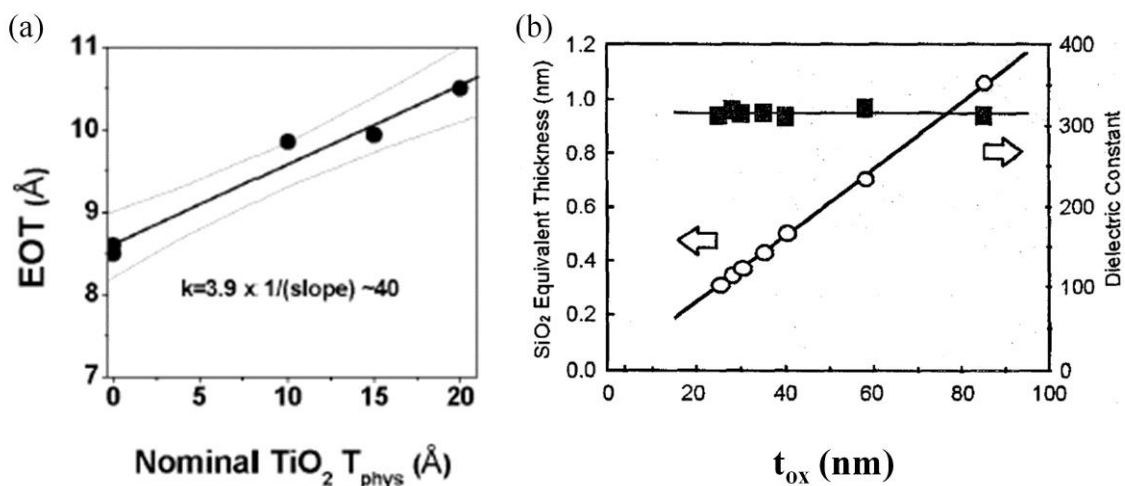 (a)
11
10
9
8
7
EOT (Å)
k=3.9 x 1/(slope) ~40
0 5 10 15 20
Nominal TiO₂ Tphys (Å)
(b)
1.2
1.0
0.8
0.6
0.4
0.2
0.0
SiO₂ Equivalent Thickness (nm)
400
300
200
100
0
Dielectric Constant
0 20 40 60 80 100
tox (nm)